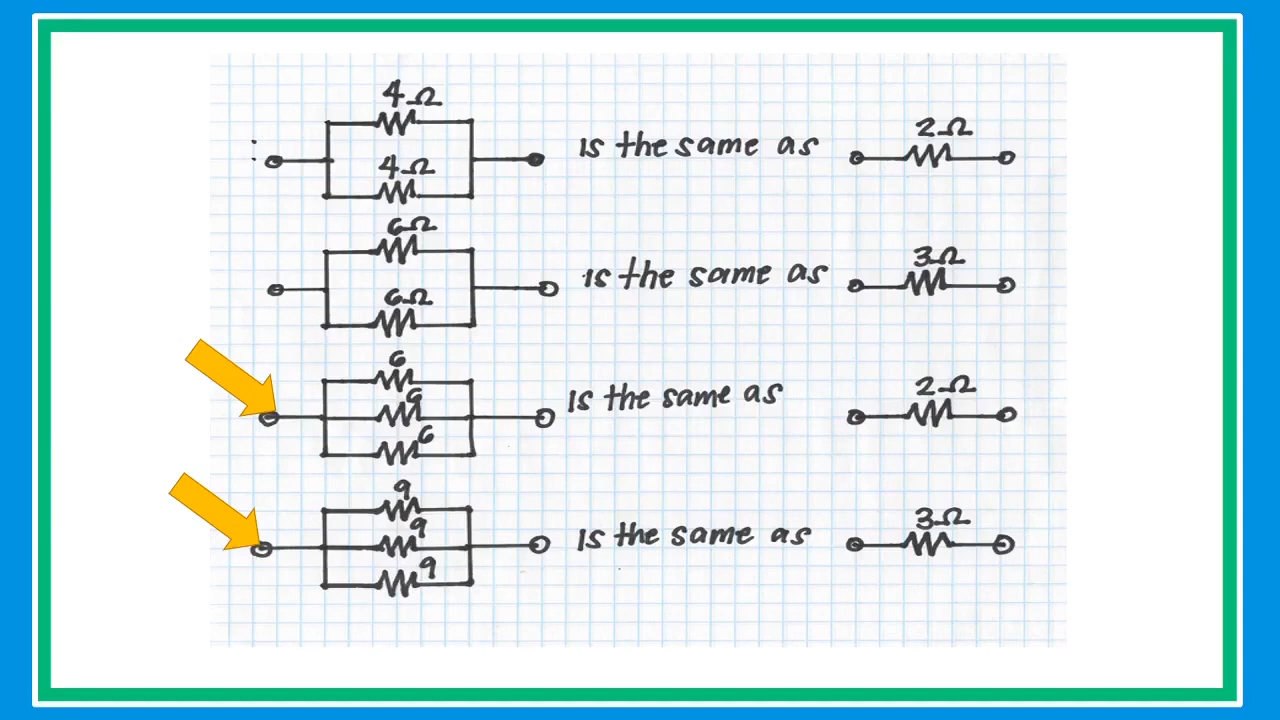 4Ω
4Ω
is the same as
2Ω
6Ω
6Ω
is the same as
3Ω
6
6
6
is the same as
2Ω
9
9
9
is the same as
3Ω